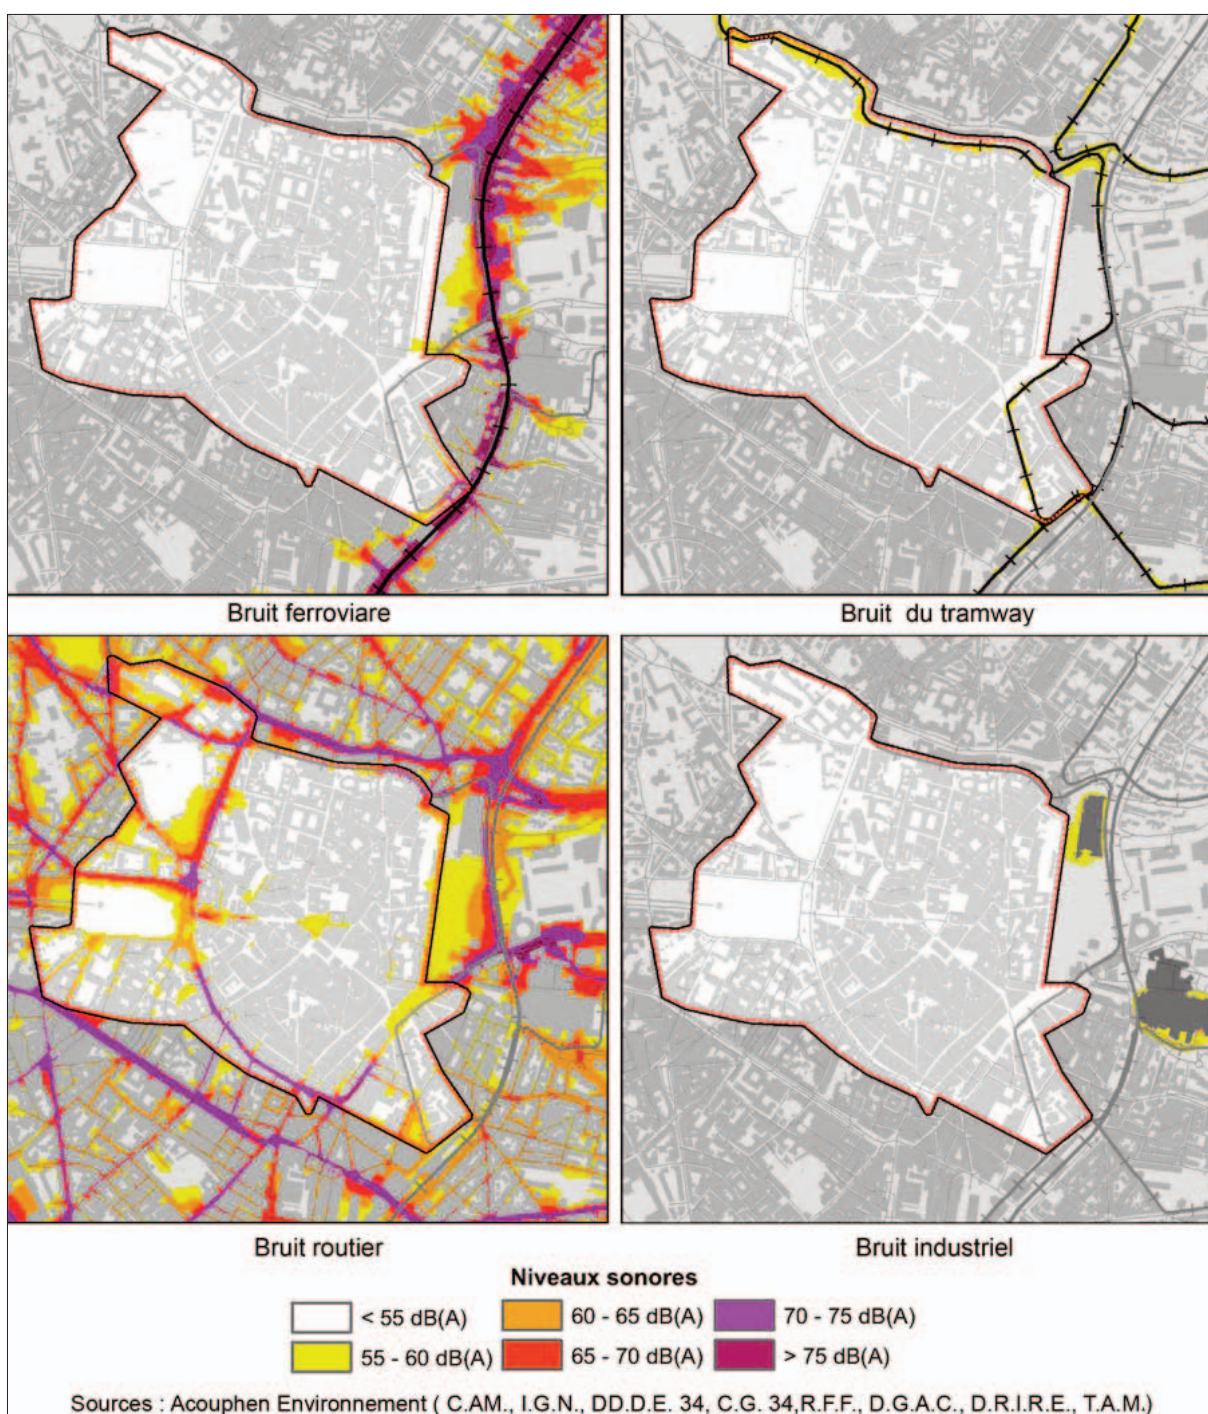 Bruit ferroviare
Bruit du tramway
Bruit routier
Bruit industriel
Niveaux sonores
< 55 dB(A)
60 - 65 dB(A)
70 - 75 dB(A)
55 - 60 dB(A)
65 - 70 dB(A)
> 75 dB(A)
Sources : Acouphen Environnement ( C.AM., I.G.N., DD.D.E. 34, C.G. 34,R.F.F., D.G.A.C., D.R.I.R.E., T.A.M.)